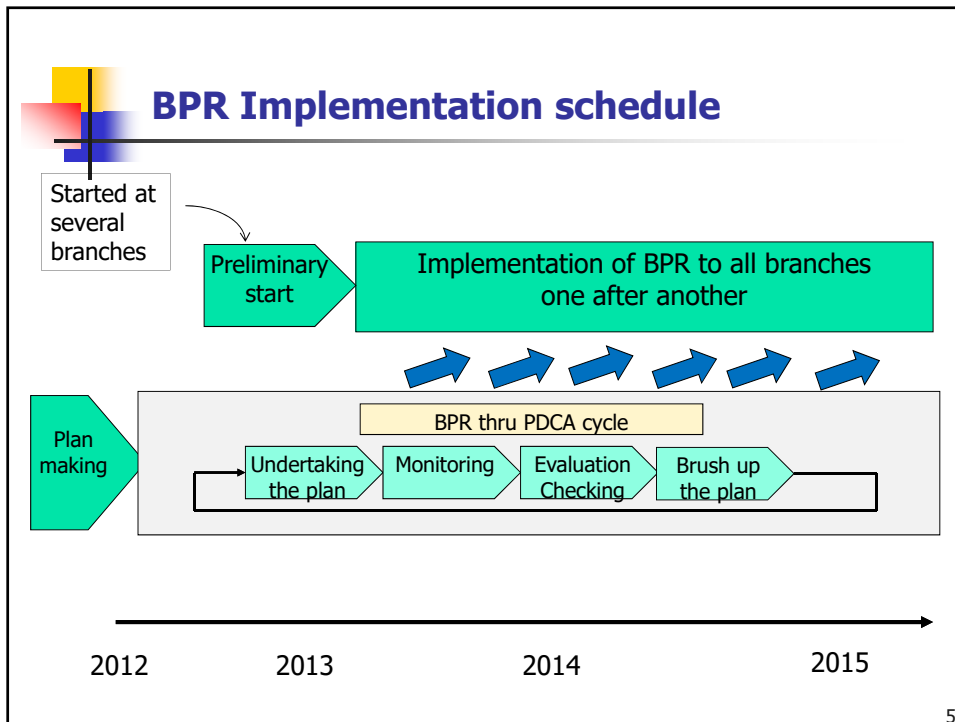 BPR Implementation schedule
Started at
several
branches
Preliminary
start
Implementation of BPR to all branches
one after another
Plan
making
BPR thru PDCA cycle
Undertaking
the plan
Monitoring
Evaluation
Checking
Brush up
the plan
2012
2013
2014
2015
5